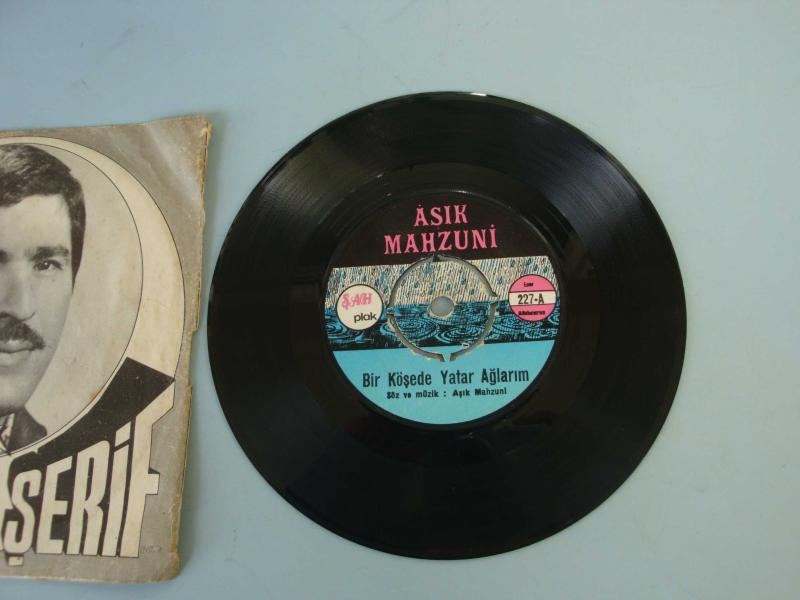 AŞIK
MAHZUNİ
ŞAH
plak
227-A
Bir Köşede Yatar Ağlarım
Söz ve müzik : Aşık Mahzuni
ŞERİF